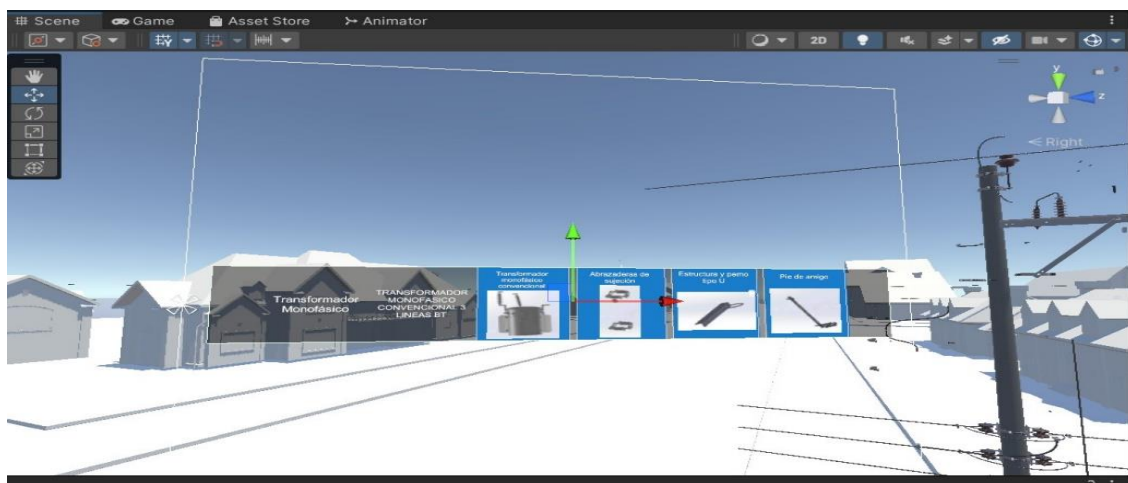 Scene
Game
Asset Store
Animator
2D
y
z
Right
Transformador
Monofásico
TRANSFORMADOR
MONOFASICO
CONVENCIONAL 3
LINEAS BT
Transformador
monofásico
convencional
Abrazaderas de
sujeción
Estructura y perno
tipo U
Pie de amigo